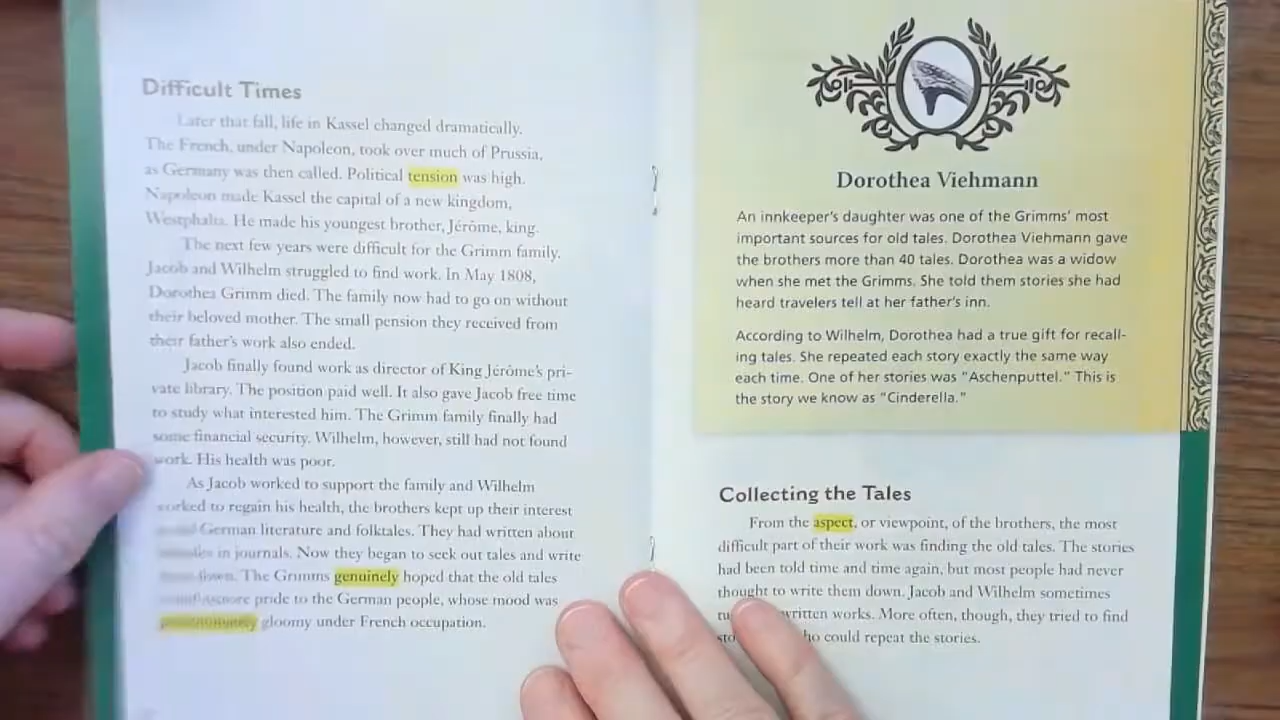 Difficult Times
Later that fall, life in Kassel changed dramatically.
The French, under Napoleon, took over much of Prussia,
as Germany was then called. Political tension was high.
Napoleon made Kassel the capital of a new kingdom,
Westphalia. He made his youngest brother, Jérôme, king.
The next few years were difficult for the Grimm family.
Jacob and Wilhelm struggled to find work. In May 1808,
Dorothea Grimm died. The family now had to go on without
their beloved mother. The small pension they received from
their father's work also ended.
Jacob finally found work as director of King Jérôme's pri-
vate library. The position paid well. It also gave Jacob free time
to study what interested him. The Grimm family finally had
some financial security. Wilhelm, however, still had not found
work. His health was poor.
As Jacob worked to support the family and Wilhelm
worked to regain his health, the brothers kept up their interest
German literature and folktales. They had written about
in journals. Now they began to seek out tales and write
down. The Grimms genuinely hoped that the old tales
pride to the German people, whose mood was
gloomy under French occupation.
Dorothea Viehmann
An innkeeper's daughter was one of the Grimms' most
important sources for old tales. Dorothea Viehmann gave
the brothers more than 40 tales. Dorothea was a widow
when she met the Grimms. She told them stories she had
heard travelers tell at her father's inn.
According to Wilhelm, Dorothea had a true gift for recall-
ing tales. She repeated each story exactly the same way
each time. One of her stories was "Aschenputtel." This is
the story we know as "Cinderella."
Collecting the Tales
From the aspect, or viewpoint, of the brothers, the most
difficult part of their work was finding the old tales. The stories
had been told time and time again, but most people had never
thought to write them down. Jacob and Wilhelm sometimes
written works. More often, though, they tried to find
who could repeat the stories.